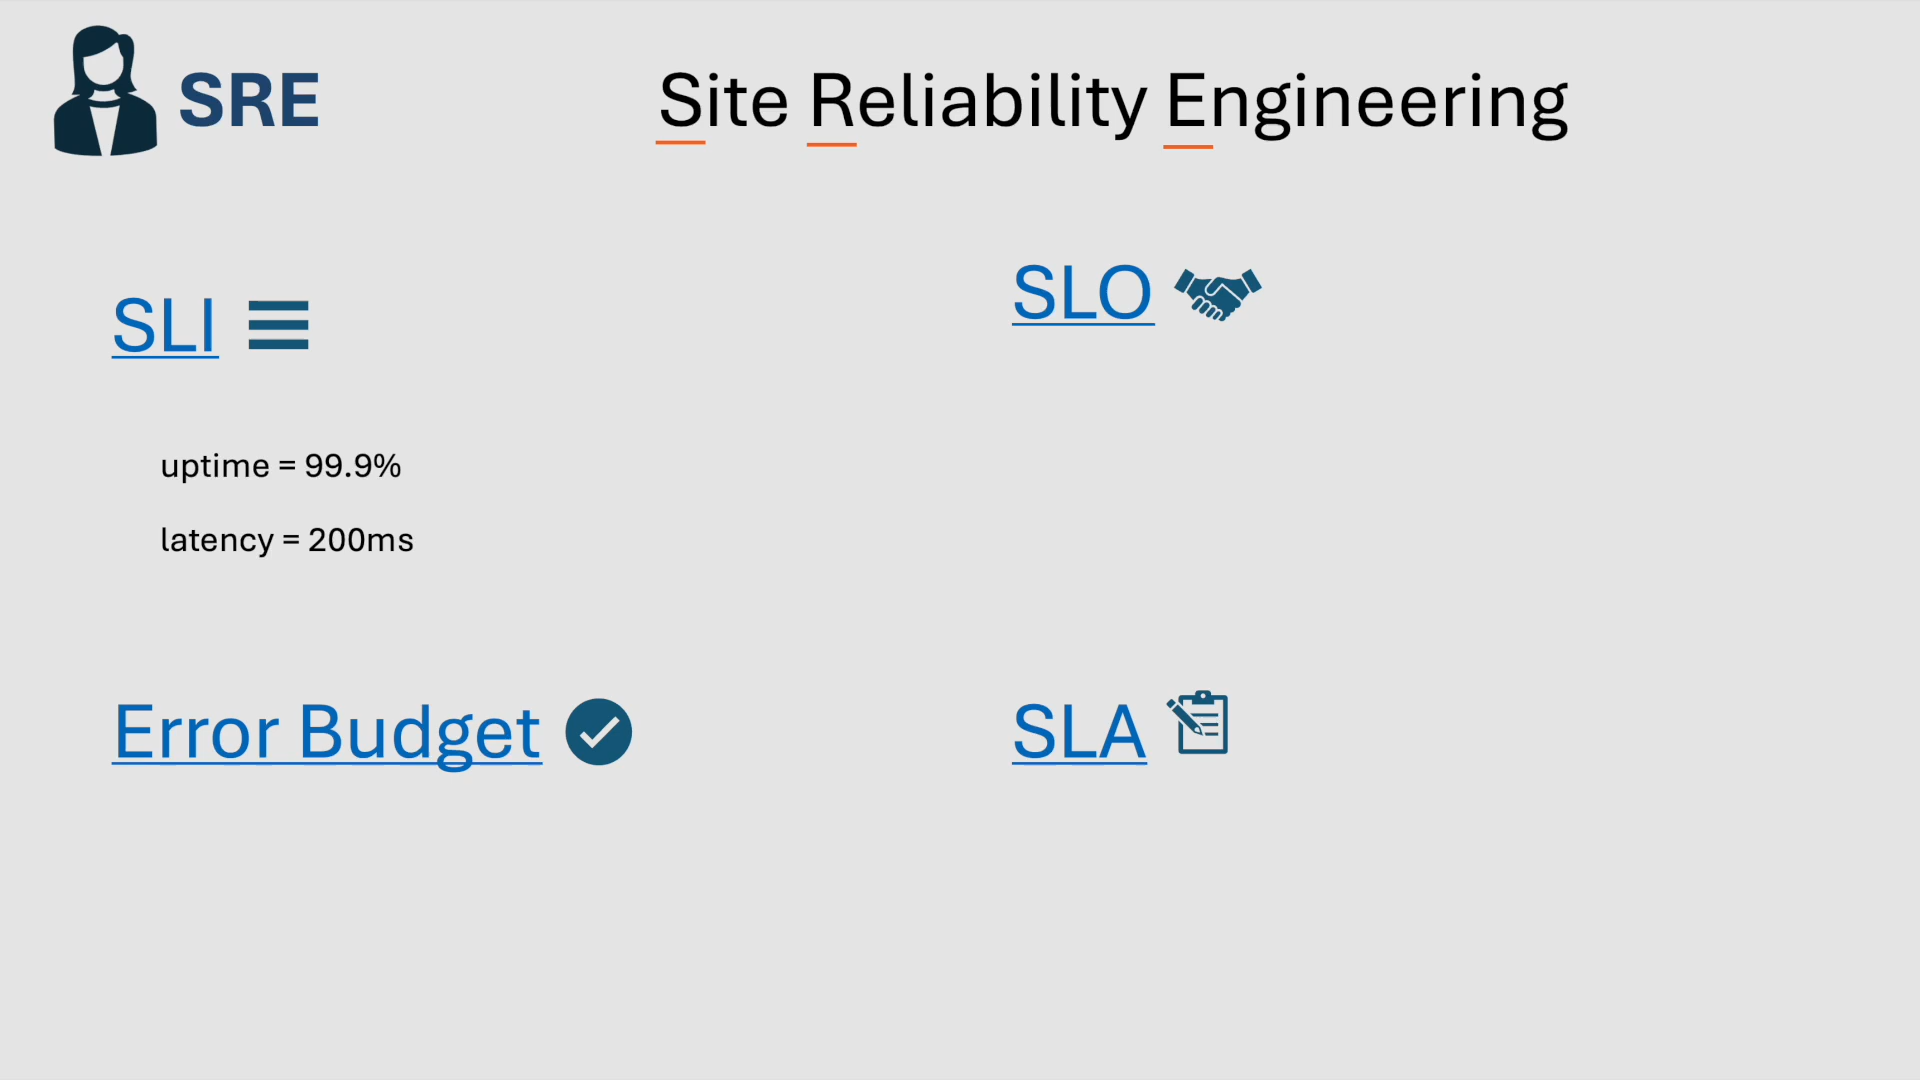 SRE
Site Reliability Engineering
SLI
uptime = 99.9%
latency = 200ms
SLO
Error Budget
SLA